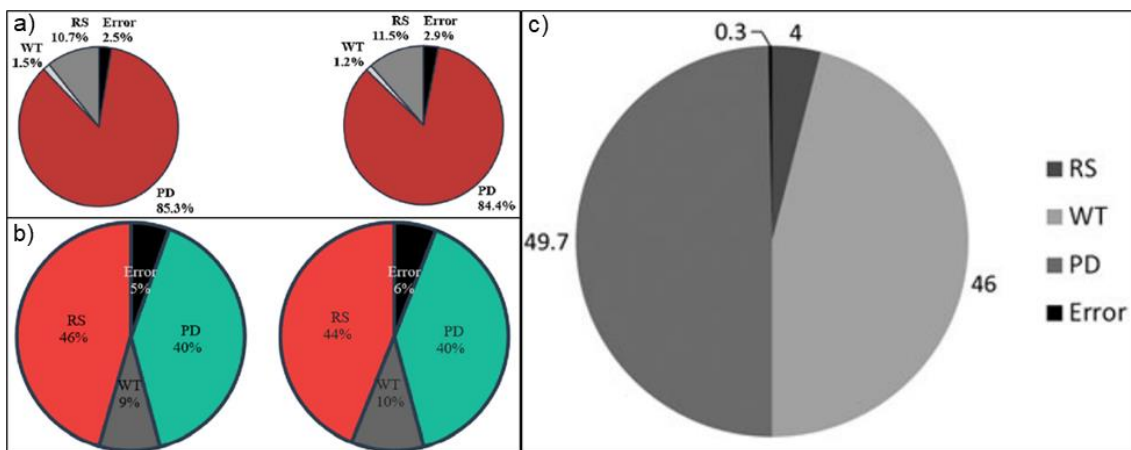 a)
RS
10.7%
Error
2.5%
WT
1.5%
PD
85.3%
RS
11.5%
Error
2.9%
WT
1.2%
PD
84.4%
b)
Error
5%
RS
46%
PD
40%
WT
9%
Error
6%
RS
44%
PD
40%
WT
10%
c)
0.3
4
49.7
46
RS
WT
PD
Error